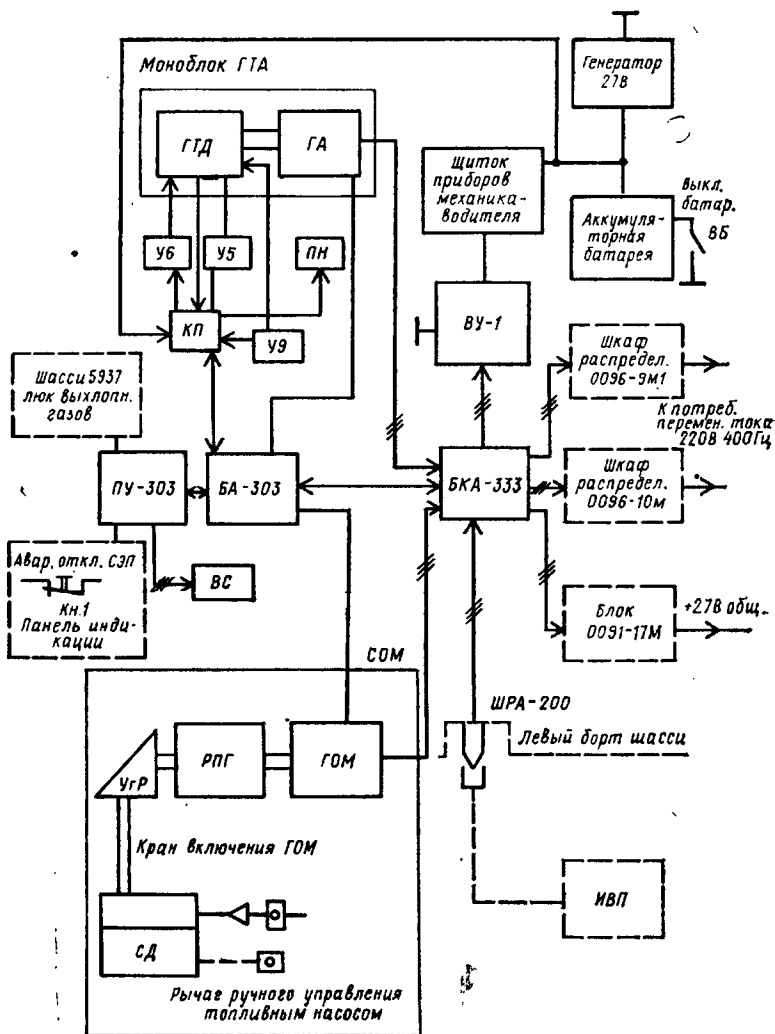 Моноблок ГТА
Генератор
27В
ГТД
ГА
Щиток
приборов
механика-
водителя
Выкл.
батар.
ВБ
Аккумуля-
торная
батарея
У6
У5
ПН
КП
У9
ВУ-1
Шасси 5937
люк выхлопн.
газов
Шкаф
распредел.
0096-9М1
К потреб.
перемен. тока
220В 400Гц
ПУ-303
БА-303
БКА-333
Шкаф
распредел.
0096-10м
Авар. откл. СЭП
Кн.1
Панель инди-
кации
ВС
Блок
0091-17М
+27В общ.
СОМ
ШРА-200
Левый борт шасси
УгР
РПГ
ГОМ
Кран включения ГОМ
ИВП
СД
Рычаг ручного управления
топливным насосом